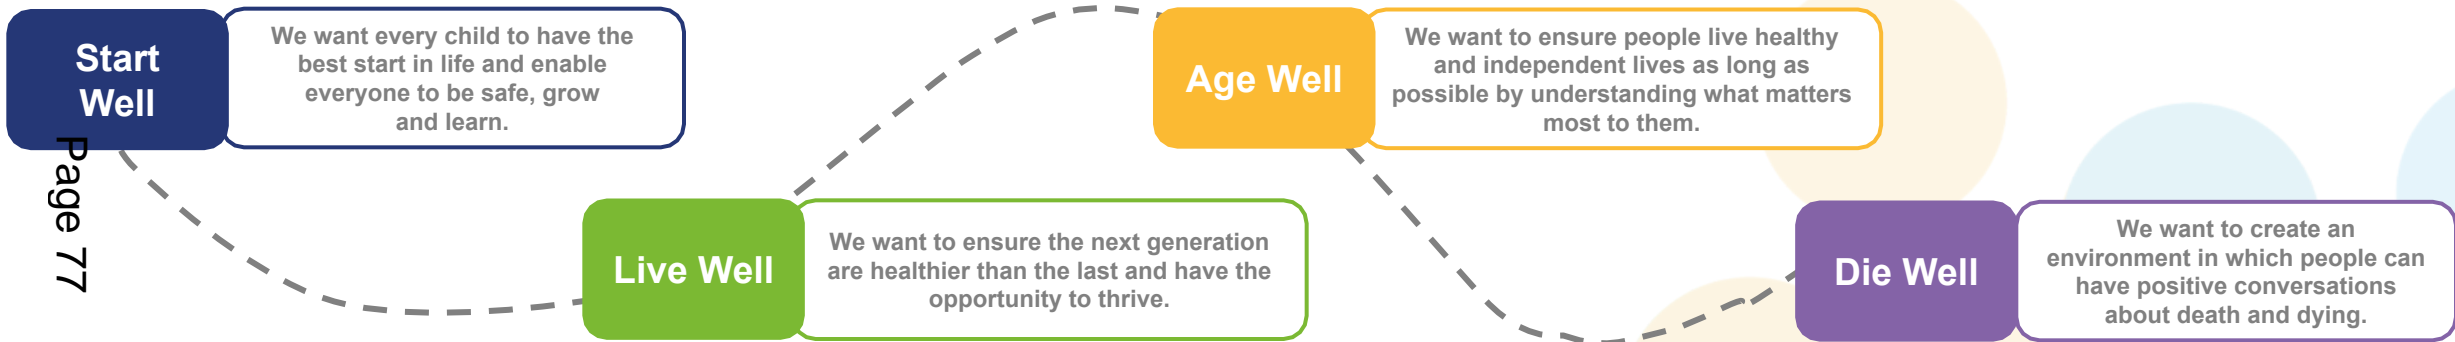 Start
Well
We want every child to have the
best start in life and enable
everyone to be safe, grow
and learn.
Live Well
We want to ensure the next generation
are healthier than the last and have the
opportunity to thrive.
Age Well
We want to ensure people live healthy
and independent lives as long as
possible by understanding what matters
most to them.
Die Well
We want to create an
environment in which people can
have positive conversations
about death and dying.
Page 77